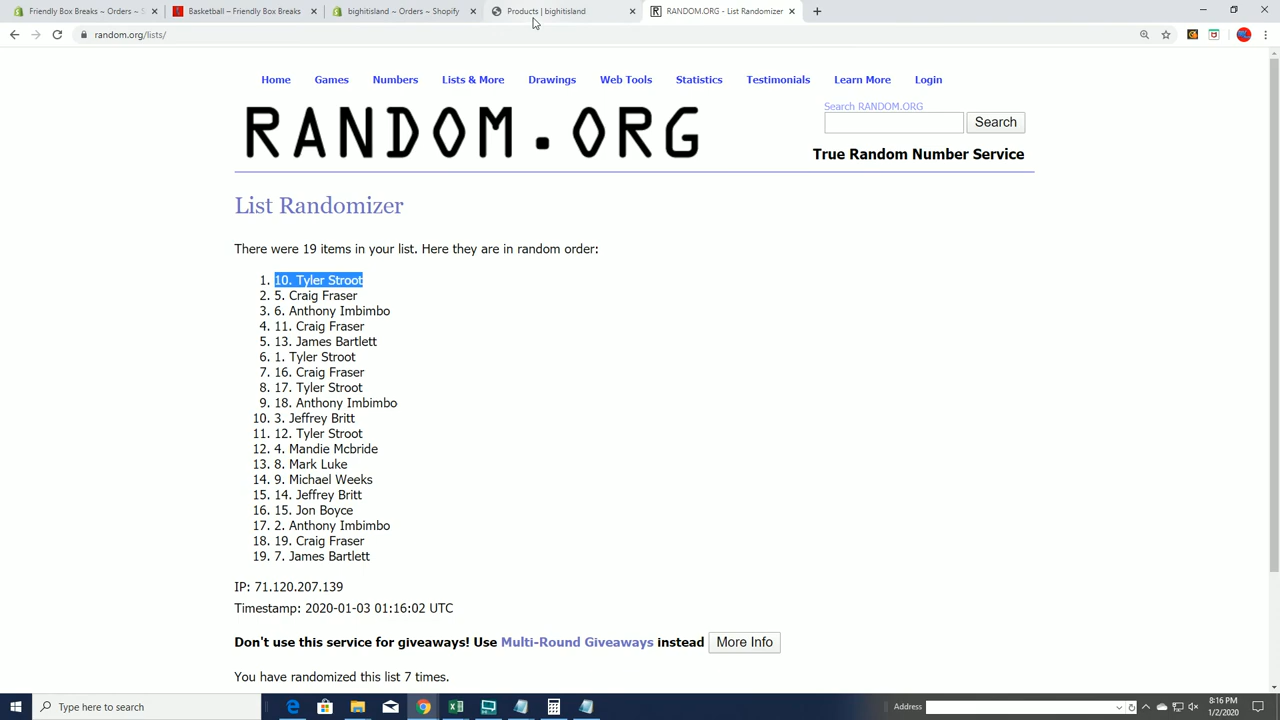 Friendly Box Breaks ~ Orders ~ S
Basketball – Friendly Box Breaks
bighitisland ~ Orders ~ Shopify
Products | bighitisland
RANDOM.ORG - List Randomizer
random.org/lists/
Home Games Numbers Lists & More Drawings Web Tools Statistics Testimonials Learn More Login
RANDOM.ORG
Search RANDOM.ORG
Search
True Random Number Service
List Randomizer
There were 19 items in your list. Here they are in random order:
1. 10. Tyler Stroot
2. 5. Craig Fraser
3. 6. Anthony Imbimbo
4. 11. Craig Fraser
5. 13. James Bartlett
6. 1. Tyler Stroot
7. 16. Craig Fraser
8. 17. Tyler Stroot
9. 18. Anthony Imbimbo
10. 3. Jeffrey Britt
11. 12. Tyler Stroot
12. 4. Mandie Mcbride
13. 8. Mark Luke
14. 9. Michael Weeks
15. 14. Jeffrey Britt
16. 15. Jon Boyce
17. 2. Anthony Imbimbo
18. 19. Craig Fraser
19. 7. James Bartlett
IP: 71.120.207.139
Timestamp: 2020-01-03 01:16:02 UTC
Don't use this service for giveaways! Use Multi-Round Giveaways instead More Info
You have randomized this list 7 times.
Type here to search
Address
8:16 PM
1/2/2020